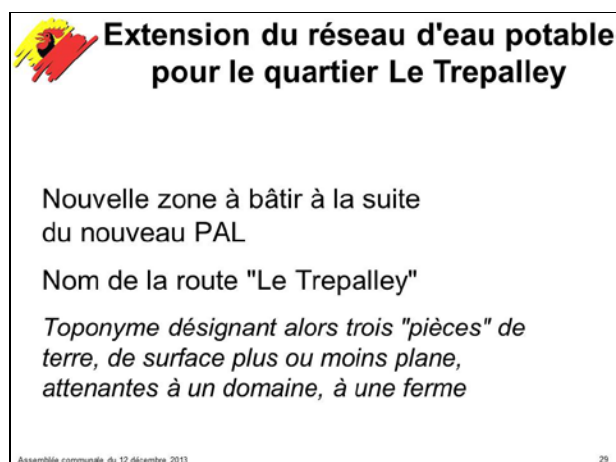 Extension du réseau d'eau potable
pour le quartier Le Trepalley
Nouvelle zone à bâtir à la suite
du nouveau PAL
Nom de la route "Le Trepalley"
Toponyme désignant alors trois "pièces" de
terre, de surface plus ou moins plane,
attenantes à un domaine, à une ferme
Assemblée communale du 12 décembre 2013
29